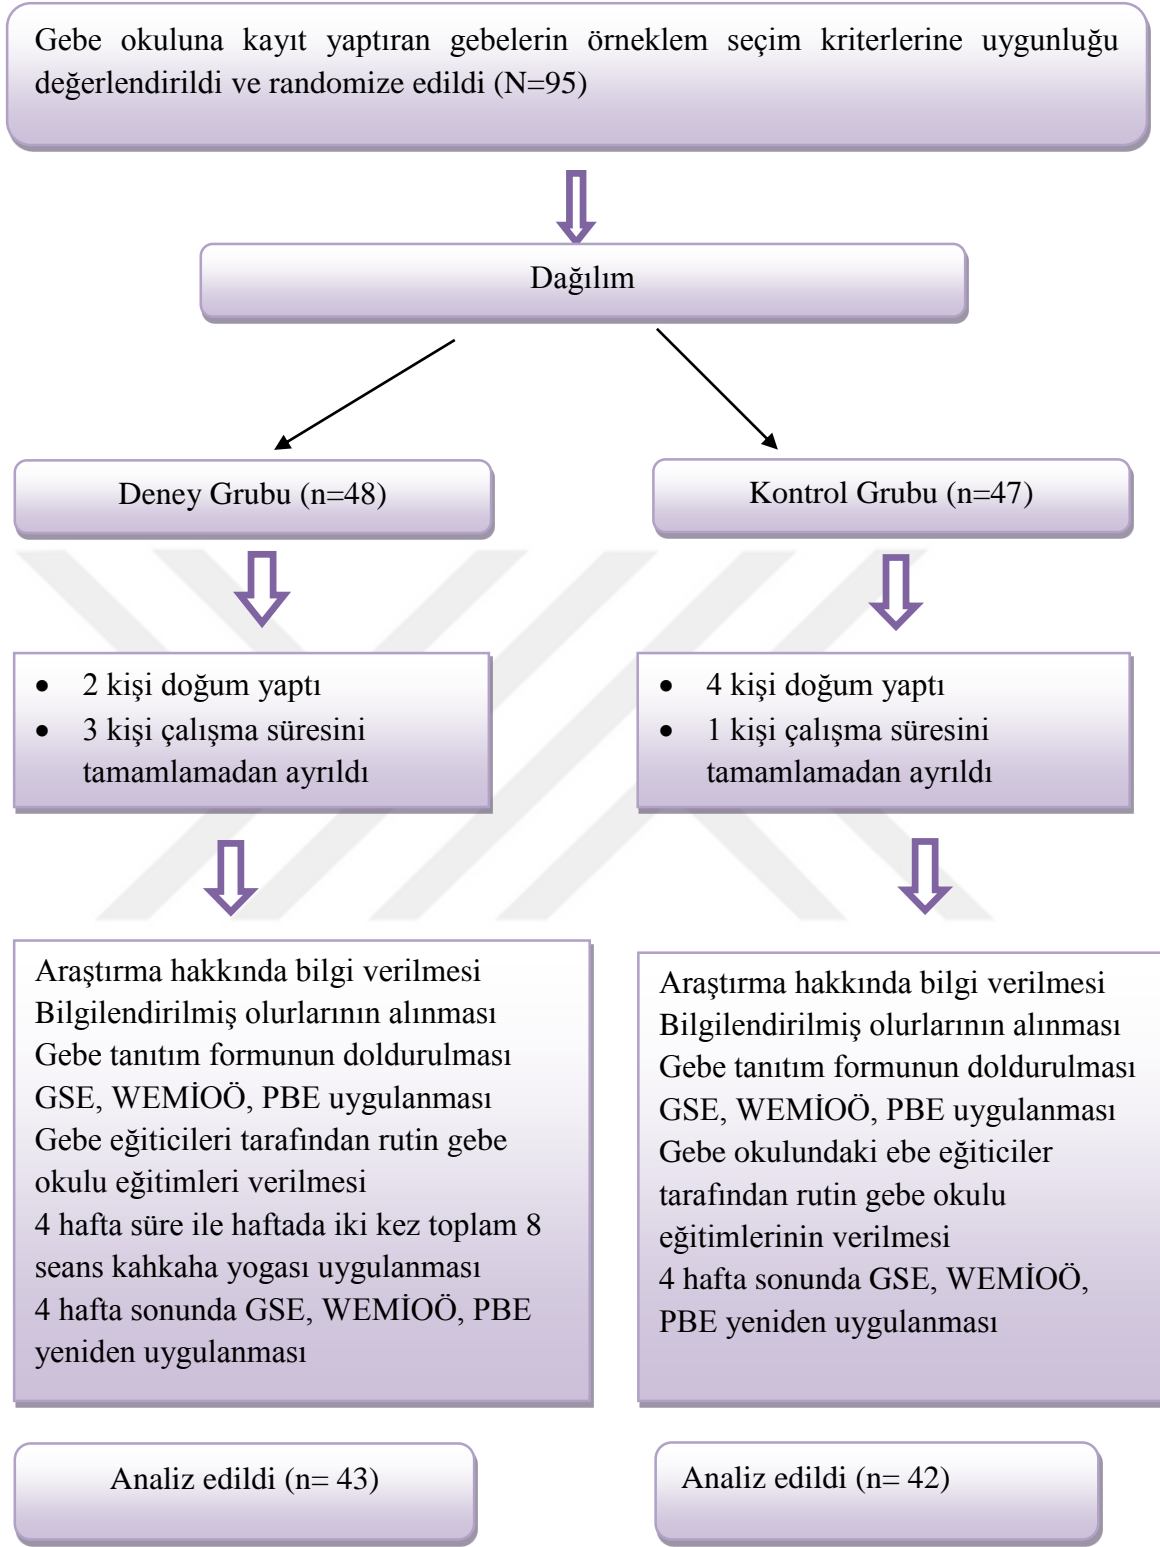 Gebe okuluna kayıt yaptıran gebelerin örneklem seçim kriterlerine uygunluğu
değerlendirildi ve randomize edildi (N=95)
Dağılım
Deney Grubu (n=48)
Kontrol Grubu (n=47)
• 2 kişi doğum yaptı
• 3 kişi çalışma süresini
tamamlamadan ayrıldı
• 4 kişi doğum yaptı
• 1 kişi çalışma süresini
tamamlamadan ayrıldı
Araştırma hakkında bilgi verilmesi
Bilgilendirilmiş olurlarının alınması
Gebe tanıtım formunun doldurulması
GSE, WEMİOÖ, PBE uygulanması
Gebe eğiticileri tarafından rutin gebe
okulu eğitimleri verilmesi
4 hafta süre ile haftada iki kez toplam 8
seans kahkaha yogası uygulanması
4 hafta sonunda GSE, WEMİOÖ, PBE
yeniden uygulanması
Araştırma hakkında bilgi verilmesi
Bilgilendirilmiş olurlarının alınması
Gebe tanıtım formunun doldurulması
GSE, WEMİOÖ, PBE uygulanması
Gebe okulundaki ebe eğiticiler
tarafından rutin gebe okulu
eğitimlerinin verilmesi
4 hafta sonunda GSE, WEMİOÖ,
PBE yeniden uygulanması
Analiz edildi (n= 43)
Analiz edildi (n= 42)